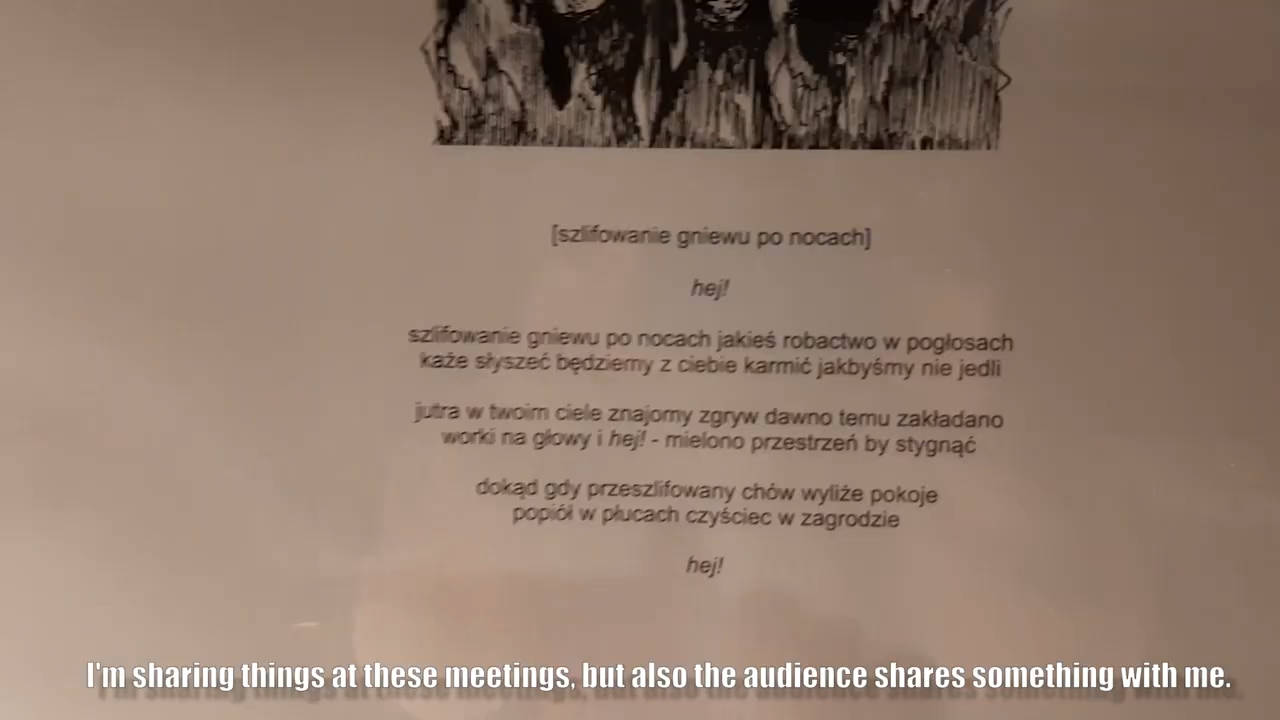 [szlifowanie gniewu po nocach]
hej!
szlifowanie gniewu po nocach jakieś robactwo w pogłosach
każe słyszeć będziemy z ciebie karmić jakbyśmy nie jedli
jutra w twoim ciele znajomy zgryw dawno temu zakładano
worki na głowy i hej! - mielono przestrzeń by stygnąć
dokąd gdy przeszlifowany chów wyliże pokoje
popiół w płucach czyściec w zagrodzie
hej!
I'm sharing things at these meetings, but also the audience shares something with me.